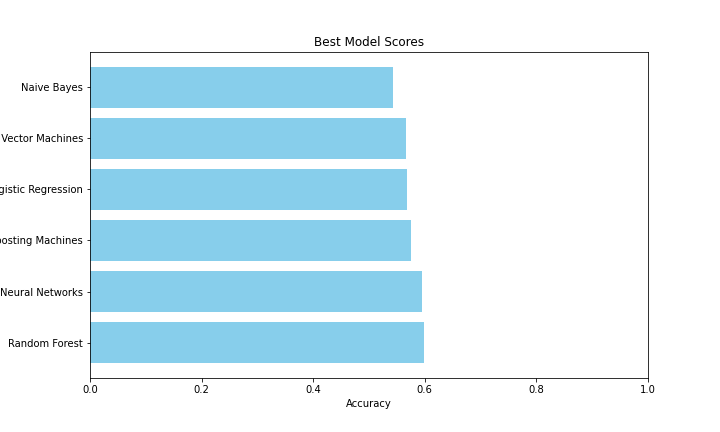 Best Model Scores
Naive Bayes
Vector Machines
gistic Regression
osting Machines
Neural Networks
Random Forest
0.0 0.2 0.4 0.6 0.8 1.0
Accuracy